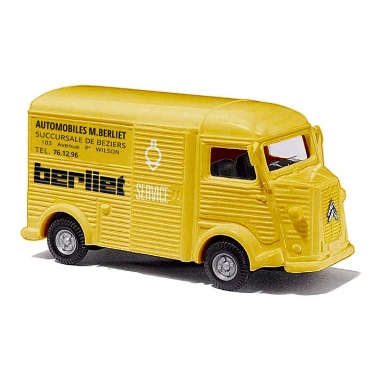 AUTOMOBILES M.BERLIET
SUCCURSALE DE BEZIERS
103 Avenue Pt WILSON
TEL. 76.12.96
berliet
SERVICE